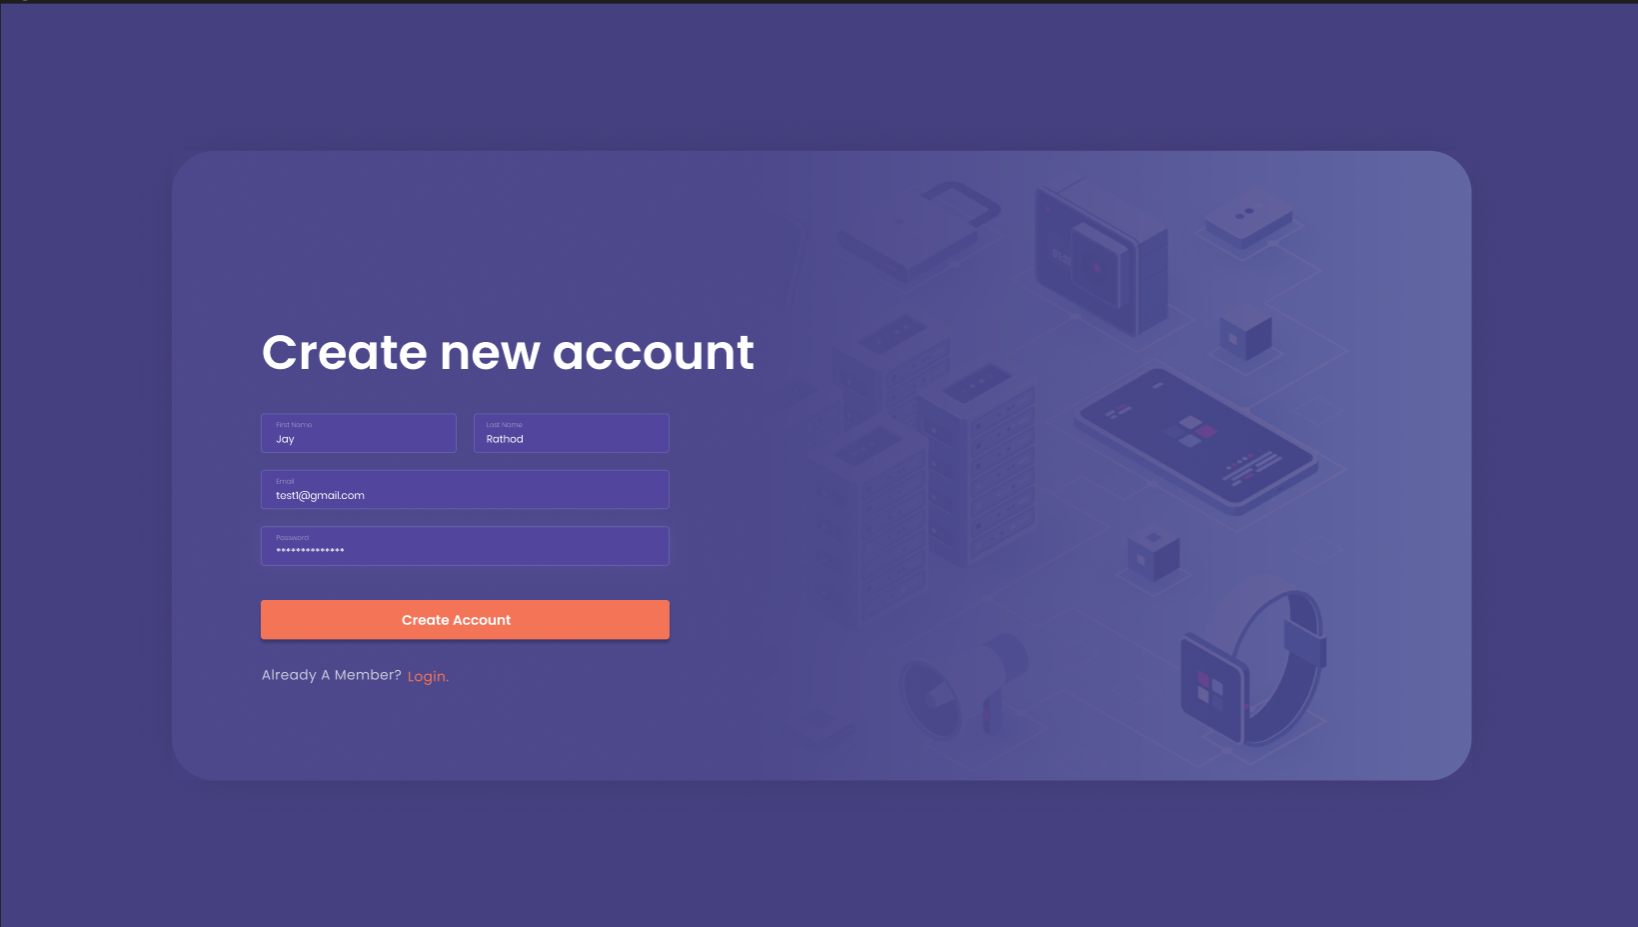 Create new account
First Name Last Name
Jay Rathod
Email
test1@gmail.com
Password
**************
Create Account
Already A Member? Login.